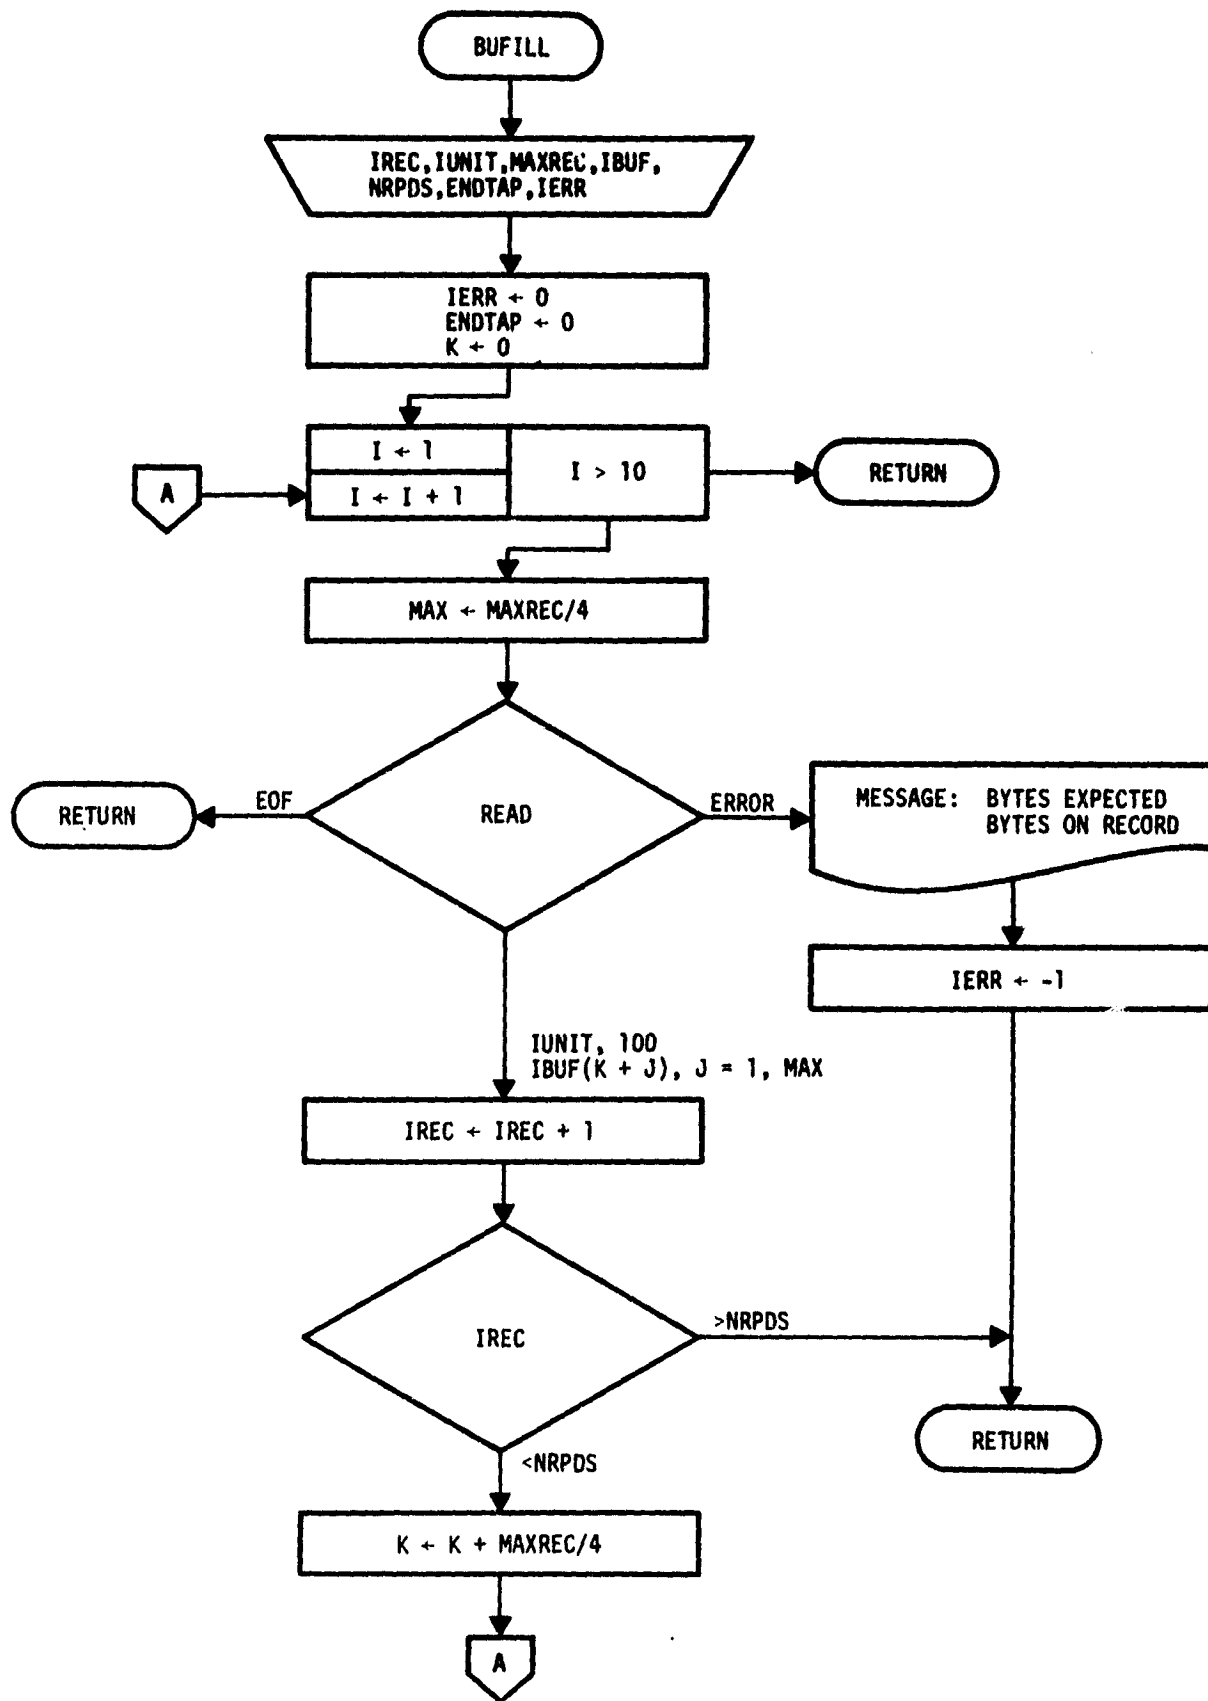 BUFILL
IREC,IUNIT,MAXREC,IBUF,
NRPDS,ENDTAP,IERR
IERR ← 0
ENDTAP ← 0
K ← 0
I ← 1
I > 10
RETURN
A
I ← I + 1
MAX ← MAXREC/4
RETURN
EOF
READ
ERROR
MESSAGE: BYTES EXPECTED
BYTES ON RECORD
IERR ← -1
IUNIT, 100
IBUF(K + J), J = 1, MAX
IREC ← IREC + 1
IREC
>NRPDS
RETURN
<NRPDS
K ← K + MAXREC/4
A